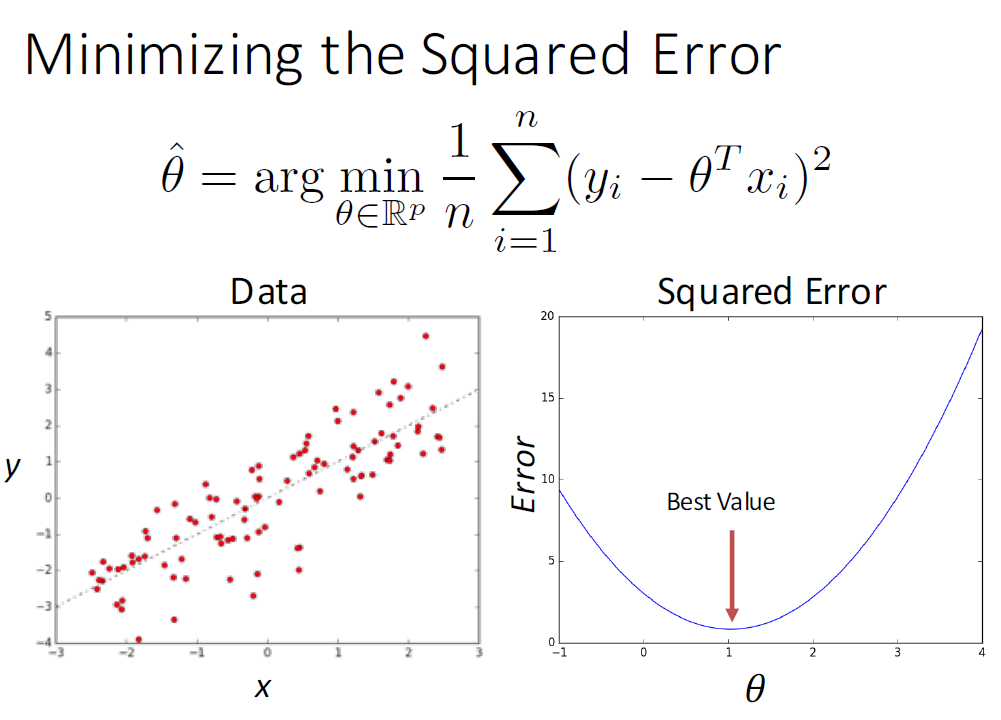 Minimizing the Squared Error
θ̂ = arg min_{θ∈ℝ^p} 1/n ∑_{i=1}^{n} (y_i − θ^T x_i)^2
Data
5
4
3
2
1
0
−1
−2
−3
−4
y
−3 −2 −1 0 1 2 3
x
Squared Error
20
15
10
5
0
Error
Best Value
−1 0 1 2 3 4
θ